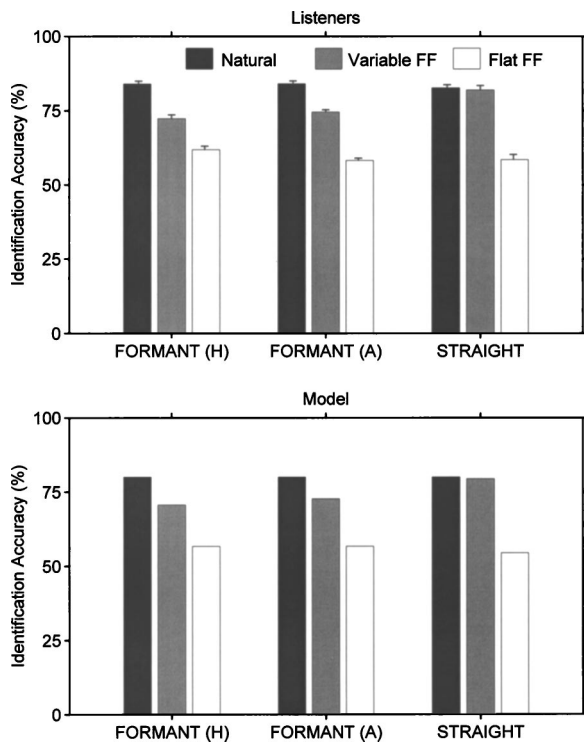 Listeners
100
75
50
25
0
Identification Accuracy (%)
Natural Variable FF Flat FF
FORMANT (H) FORMANT (A) STRAIGHT
Model
100
75
50
25
0
Identification Accuracy (%)
FORMANT (H) FORMANT (A) STRAIGHT